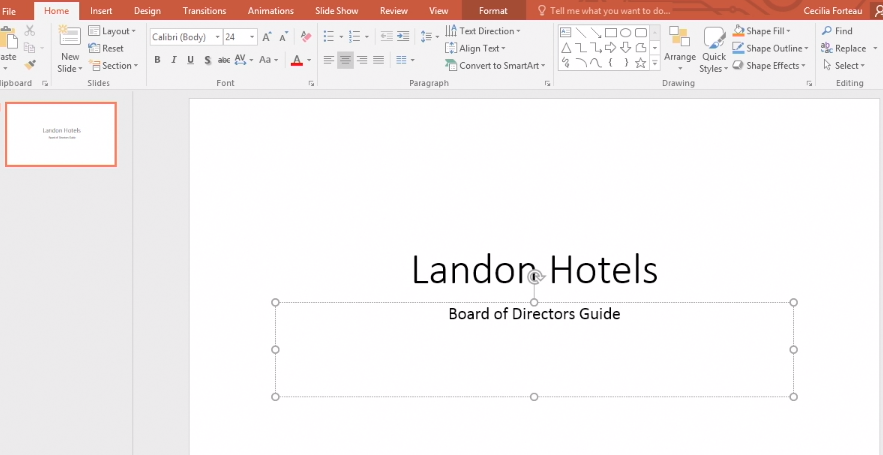 File Home Insert Design Transitions Animations Slide Show Review View Format Tell me what you want to do... Cecilia Forteau
Layout
Calibri (Body) 24 A A
Text Direction
Shape Fill
Find
aste
New
Slide
Reset
Align Text
Arrange
Quick
Styles
Shape Outline
Replace
Section
B I U S abc AV Aa A
Convert to SmartArt
Shape Effects
Select
lipboard Slides Font Paragraph Drawing Editing
Landon Hotels
Board of Directors Guide
Landon Hotels
Board of Directors Guide